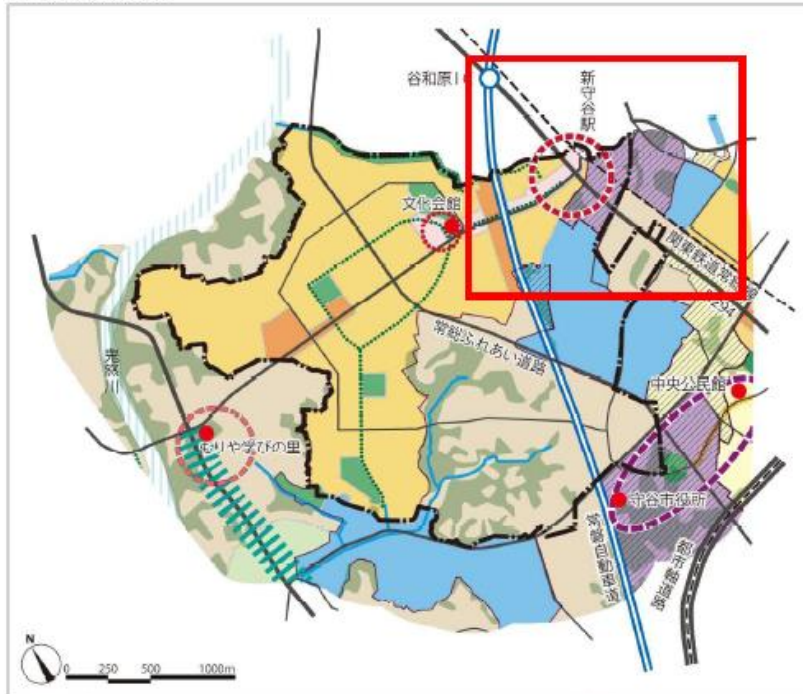 谷和原I
新守谷駅
文化会館
関東鉄道常総線
R294
常総ふれあい道路
鬼怒川
中央公民館
もりや学びの里
守谷市役所
常磐自動車道
都市軸道路
N
0 250 500 1000m